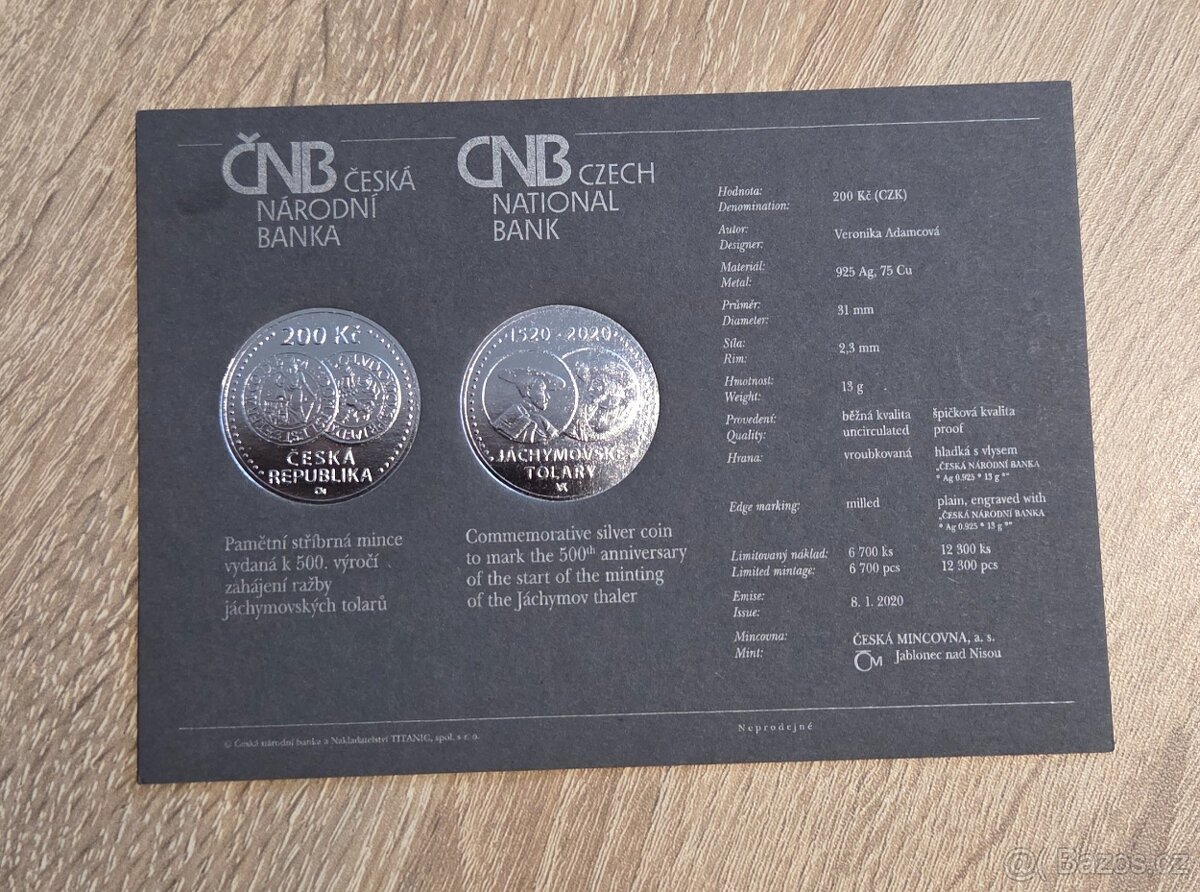 ČNB ČESKÁ
NÁRODNÍ
BANKA
CNB CZECH
NATIONAL
BANK
200 Kč
ČESKÁ
REPUBLIKA
1520 · 2020
JÁCHYMOVSKÉ
TOLARY
Pamětní stříbrná mince
vydaná k 500. výročí
zahájení ražby
jáchymovských tolarů
Commemorative silver coin
to mark the 500th anniversary
of the start of the minting
of the Jáchymov thaler
Hodnota:
Denomination:
200 Kč (CZK)
Autor:
Designer:
Veronika Adamcová
Materiál:
Metal:
925 Ag, 75 Cu
Průměr:
Diameter:
31 mm
Síla:
Rim:
2,3 mm
Hmotnost:
Weight:
13 g
Provedení: běžná kvalita špičková kvalita
Quality: uncirculated proof
Hrana: vroubkovaná hladká s vlysem
„ČESKÁ NÁRODNÍ BANKA
* Ag 0.925 * 13 g *“
Edge marking: milled plain, engraved with
„ČESKÁ NÁRODNÍ BANKA
* Ag 0.925 * 13 g *“
Limitovaný náklad: 6 700 ks 12 300 ks
Limited mintage: 6 700 pcs 12 300 pcs
Emise:
Issue:
8. 1. 2020
Mincovna: ČESKÁ MINCOVNA, a. s.
Mint: ČM Jablonec nad Nisou
© Česká národní banka a Nakladatelství TITANIC, spol. s r. o.
Neprodejné
@ Bazos.cz